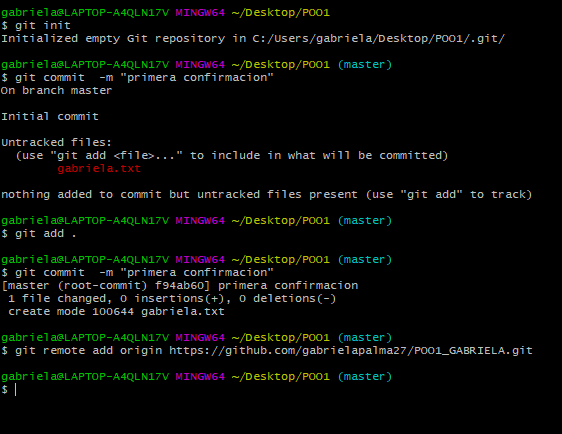 gabriela@LAPTOP-A4QLN17V MINGW64 ~/Desktop/POO1
$ git init
Initialized empty Git repository in C:/Users/gabriela/Desktop/POO1/.git/
gabriela@LAPTOP-A4QLN17V MINGW64 ~/Desktop/POO1 (master)
$ git commit  -m "primera confirmacion"
On branch master
Initial commit
Untracked files:
  (use "git add <file>..." to include in what will be committed)
        gabriela.txt
nothing added to commit but untracked files present (use "git add" to track)
gabriela@LAPTOP-A4QLN17V MINGW64 ~/Desktop/POO1 (master)
$ git add .
gabriela@LAPTOP-A4QLN17V MINGW64 ~/Desktop/POO1 (master)
$ git commit  -m "primera confirmacion"
[master (root-commit) f94ab60] primera confirmacion
 1 file changed, 0 insertions(+), 0 deletions(-)
 create mode 100644 gabriela.txt
gabriela@LAPTOP-A4QLN17V MINGW64 ~/Desktop/POO1 (master)
$ git remote add origin https://github.com/gabrielapalma27/POO1_GABRIELA.git
gabriela@LAPTOP-A4QLN17V MINGW64 ~/Desktop/POO1 (master)
$